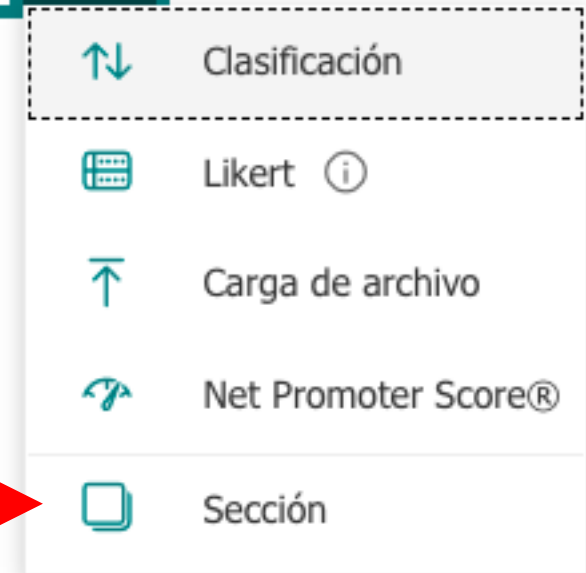 Clasificación
Likert
Carga de archivo
Net Promoter Score®
Sección